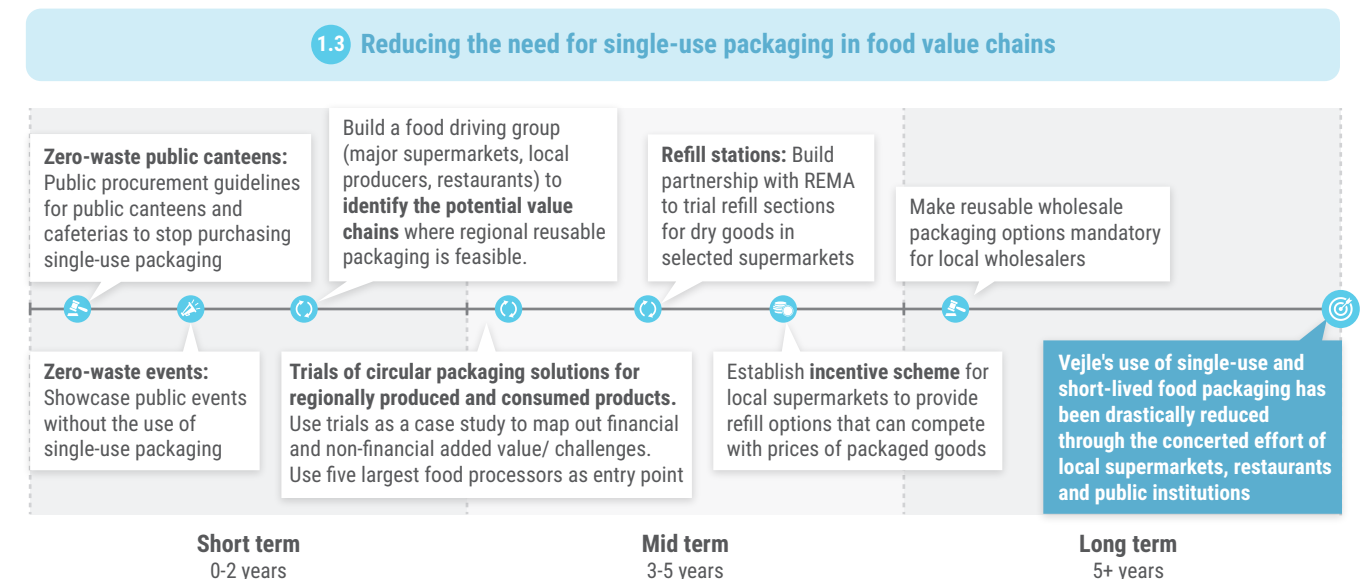 1.3 Reducing the need for single-use packaging in food value chains
Zero-waste public canteens:
Public procurement guidelines
for public canteens and
cafeterias to stop purchasing
single-use packaging
Build a food driving group
(major supermarkets, local
producers, restaurants) to
identify the potential value
chains where regional reusable
packaging is feasible.
Refill stations: Build
partnership with REMA
to trial refill sections
for dry goods in
selected supermarkets
Make reusable wholesale
packaging options mandatory
for local wholesalers
Zero-waste events:
Showcase public events
without the use of
single-use packaging
Trials of circular packaging solutions for
regionally produced and consumed products.
Use trials as a case study to map out financial
and non-financial added value/ challenges.
Use five largest food processors as entry point
Establish incentive scheme for
local supermarkets to provide
refill options that can compete
with prices of packaged goods
Vejle's use of single-use and
short-lived food packaging has
been drastically reduced
through the concerted effort of
local supermarkets, restaurants
and public institutions
Short term
0-2 years
Mid term
3-5 years
Long term
5+ years